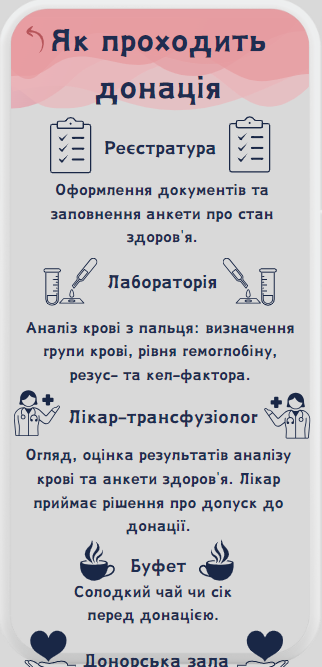 Як проходить
донація
Реєстратура
Оформлення документів та
заповнення анкети про стан
здоров'я.
Лабораторія
Аналіз крові з пальця: визначення
групи крові, рівня гемоглобіну,
резус- та кел-фактора.
Лікар-трансфузіолог
Огляд, оцінка результатів аналізу
крові та анкети здоров'я. Лікар
приймає рішення про допуск до
донації.
Буфет
Солодкий чай чи сік
перед донацією.
Донорська зала